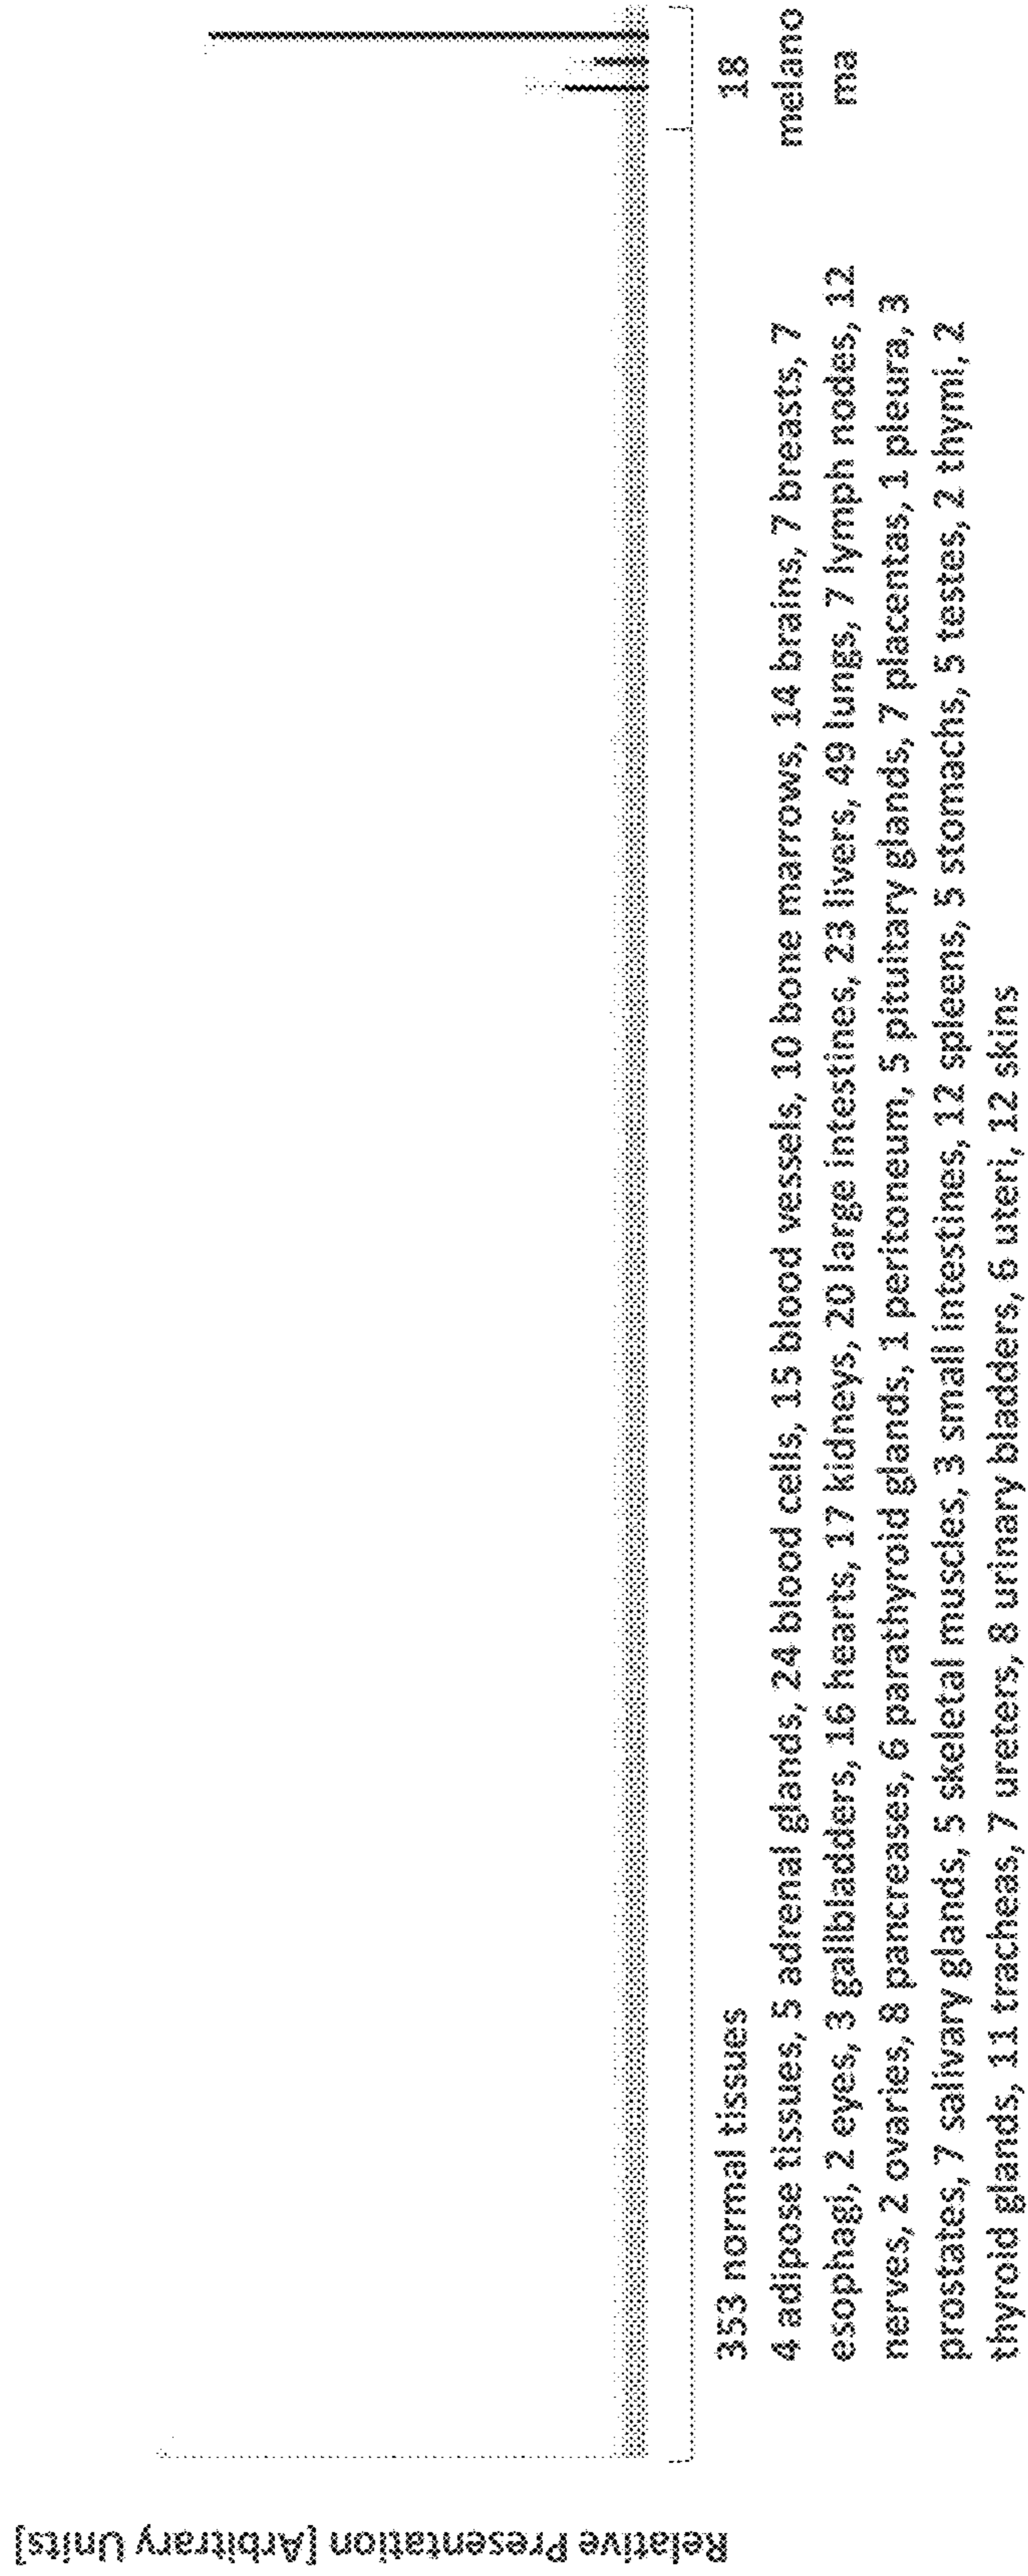 Relative Presentation [Arbitrary Units]
353 normal tissues
4 adipose tissues, 5 adrenal glands, 24 blood cells, 15 blood vessels, 10 bone marrows, 14 brains, 7 breasts, 7
esophagi, 2 eyes, 3 gallbladders, 16 hearts, 17 kidneys, 20 large intestines, 23 livers, 49 lungs, 7 lymph nodes, 12
nerves, 2 ovaries, 8 pancreases, 6 parathyroid glands, 1 peritoneum, 5 pituitary glands, 7 placentas, 1 pleura, 3
prostates, 7 salivary glands, 5 skeletal muscles, 3 small intestines, 12 spleens, 5 stomachs, 5 testes, 2 thymi, 2
thyroid glands, 11 tracheas, 7 ureters, 8 urinary bladders, 6 uteri, 12 skins
18
melano
ma